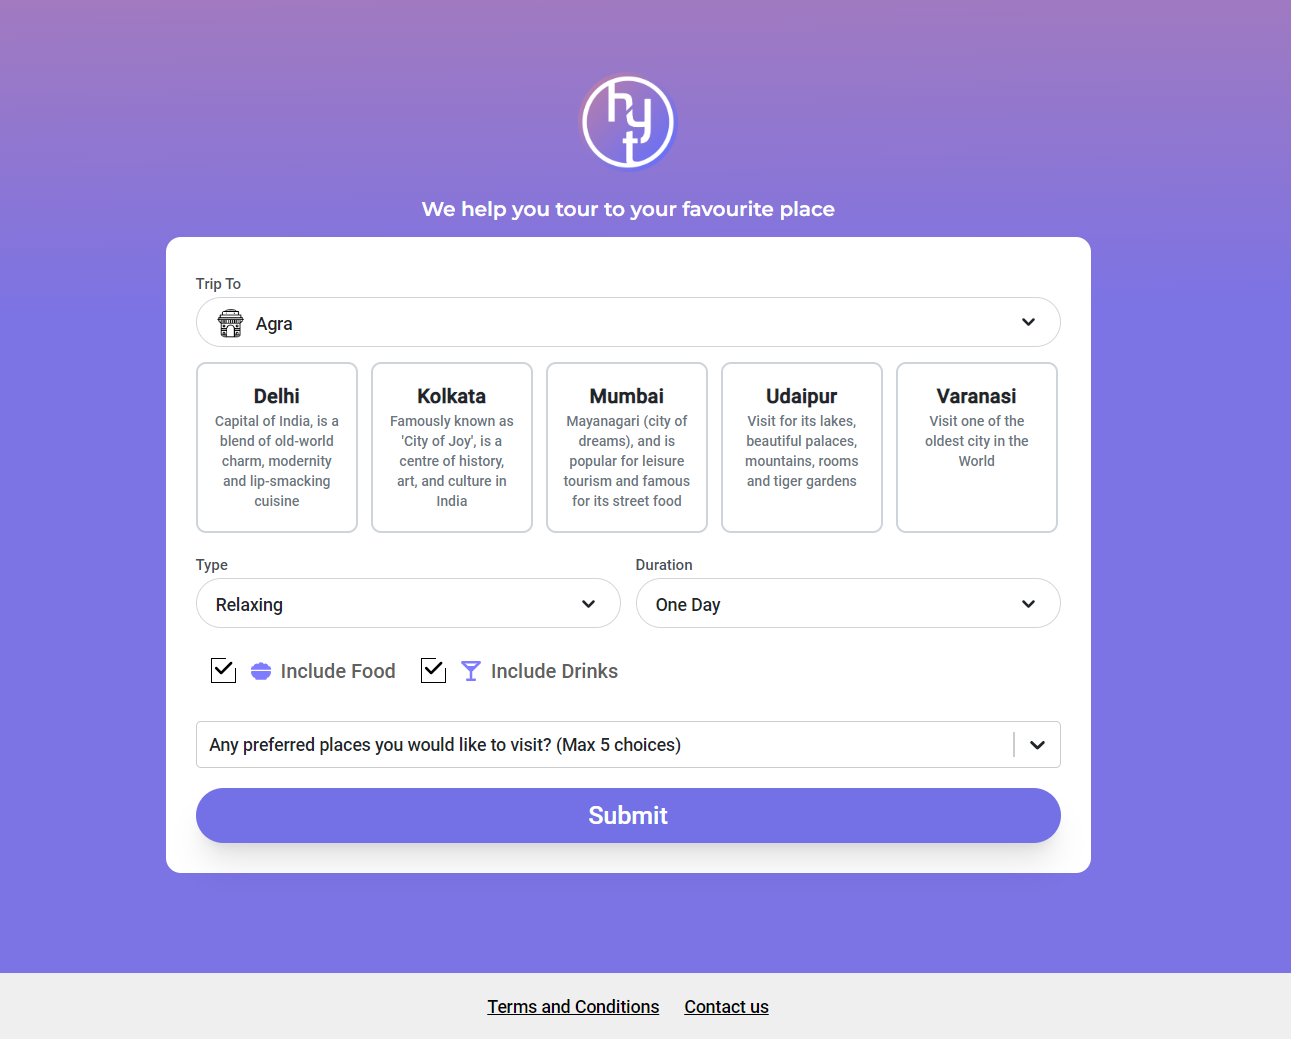 hyt
We help you tour to your favourite place
Trip To
Agra
Delhi
Capital of India, is a
blend of old-world
charm, modernity
and lip-smacking
cuisine
Kolkata
Famously known as
'City of Joy', is a
centre of history,
art, and culture in
India
Mumbai
Mayanagari (city of
dreams), and is
popular for leisure
tourism and famous
for its street food
Udaipur
Visit for its lakes,
beautiful palaces,
mountains, rooms
and tiger gardens
Varanasi
Visit one of the
oldest city in the
World
Type
Relaxing
Duration
One Day
Include Food
Include Drinks
Any preferred places you would like to visit? (Max 5 choices)
Submit
Terms and Conditions
Contact us